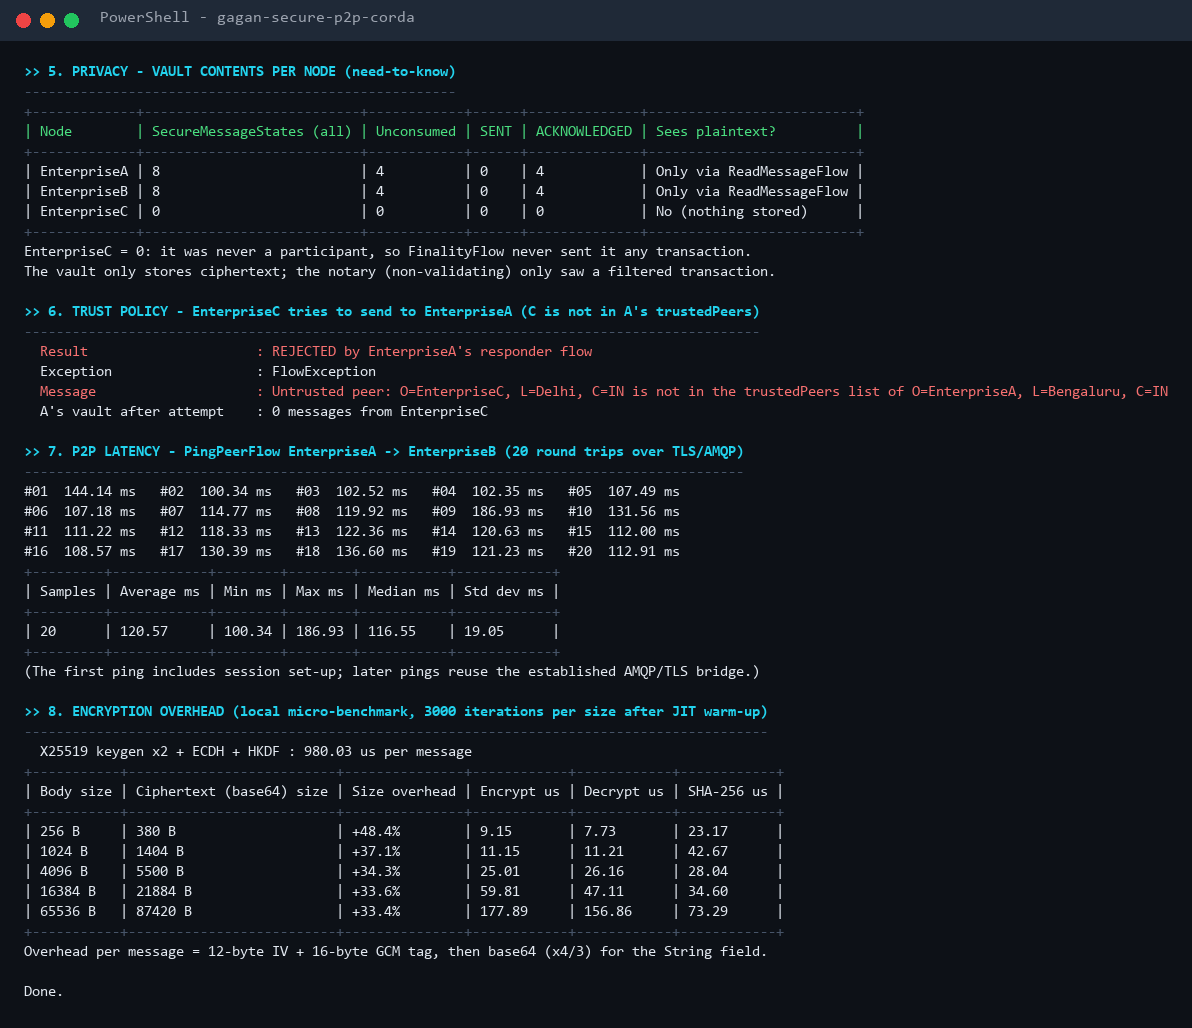 PowerShell - gagan-secure-p2p-corda
>> 5. PRIVACY - VAULT CONTENTS PER NODE (need-to-know)
------------------------------------------------------
+-------------+---------------------------+------------+------+--------------+--------------------------+
| Node        | SecureMessageStates (all) | Unconsumed | SENT | ACKNOWLEDGED | Sees plaintext?          |
+-------------+---------------------------+------------+------+--------------+--------------------------+
| EnterpriseA | 8                         | 4          | 0    | 4            | Only via ReadMessageFlow |
| EnterpriseB | 8                         | 4          | 0    | 4            | Only via ReadMessageFlow |
| EnterpriseC | 0                         | 0          | 0    | 0            | No (nothing stored)      |
+-------------+---------------------------+------------+------+--------------+--------------------------+
EnterpriseC = 0: it was never a participant, so FinalityFlow never sent it any transaction.
The vault only stores ciphertext; the notary (non-validating) only saw a filtered transaction.
>> 6. TRUST POLICY - EnterpriseC tries to send to EnterpriseA (C is not in A's trustedPeers)
--------------------------------------------------------------------------------------------
  Result                     : REJECTED by EnterpriseA's responder flow
  Exception                  : FlowException
  Message                    : Untrusted peer: O=EnterpriseC, L=Delhi, C=IN is not in the trustedPeers list of O=EnterpriseA, L=Bengaluru, C=IN
  A's vault after attempt    : 0 messages from EnterpriseC
>> 7. P2P LATENCY - PingPeerFlow EnterpriseA -> EnterpriseB (20 round trips over TLS/AMQP)
------------------------------------------------------------------------------------------
#01  144.14 ms   #02  100.34 ms   #03  102.52 ms   #04  102.35 ms   #05  107.49 ms
#06  107.18 ms   #07  114.77 ms   #08  119.92 ms   #09  186.93 ms   #10  131.56 ms
#11  111.22 ms   #12  118.33 ms   #13  122.36 ms   #14  120.63 ms   #15  112.00 ms
#16  108.57 ms   #17  130.39 ms   #18  136.60 ms   #19  121.23 ms   #20  112.91 ms
+---------+------------+--------+--------+-----------+------------+
| Samples | Average ms | Min ms | Max ms | Median ms | Std dev ms |
+---------+------------+--------+--------+-----------+------------+
| 20      | 120.57     | 100.34 | 186.93 | 116.55    | 19.05      |
+---------+------------+--------+--------+-----------+------------+
(The first ping includes session set-up; later pings reuse the established AMQP/TLS bridge.)
>> 8. ENCRYPTION OVERHEAD (local micro-benchmark, 3000 iterations per size after JIT warm-up)
---------------------------------------------------------------------------------------------
  X25519 keygen x2 + ECDH + HKDF : 980.03 us per message
+-----------+--------------------------+---------------+------------+------------+------------+
| Body size | Ciphertext (base64) size | Size overhead | Encrypt us | Decrypt us | SHA-256 us |
+-----------+--------------------------+---------------+------------+------------+------------+
| 256 B     | 380 B                    | +48.4%        | 9.15       | 7.73       | 23.17      |
| 1024 B    | 1404 B                   | +37.1%        | 11.15      | 11.21      | 42.67      |
| 4096 B    | 5500 B                   | +34.3%        | 25.01      | 26.16      | 28.04      |
| 16384 B   | 21884 B                  | +33.6%        | 59.81      | 47.11      | 34.60      |
| 65536 B   | 87420 B                  | +33.4%        | 177.89     | 156.86     | 73.29      |
+-----------+--------------------------+---------------+------------+------------+------------+
Overhead per message = 12-byte IV + 16-byte GCM tag, then base64 (x4/3) for the String field.
Done.